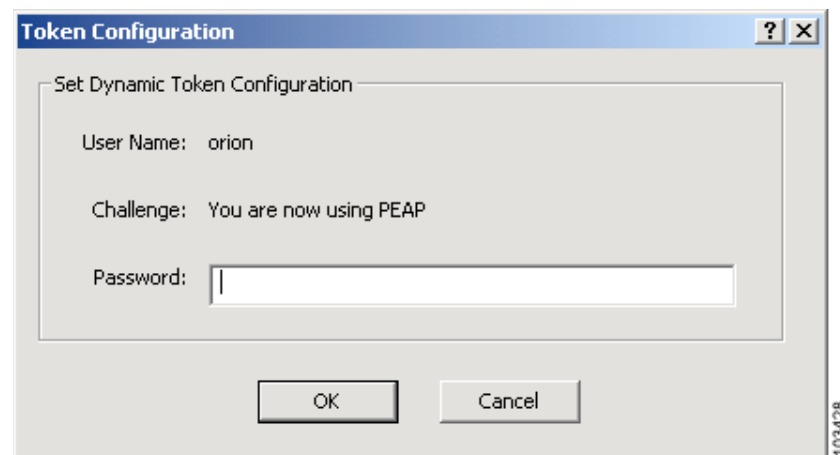 Token Configuration
Set Dynamic Token Configuration
User Name: orion
Challenge: You are now using PEAP
Password:
OK Cancel
103428